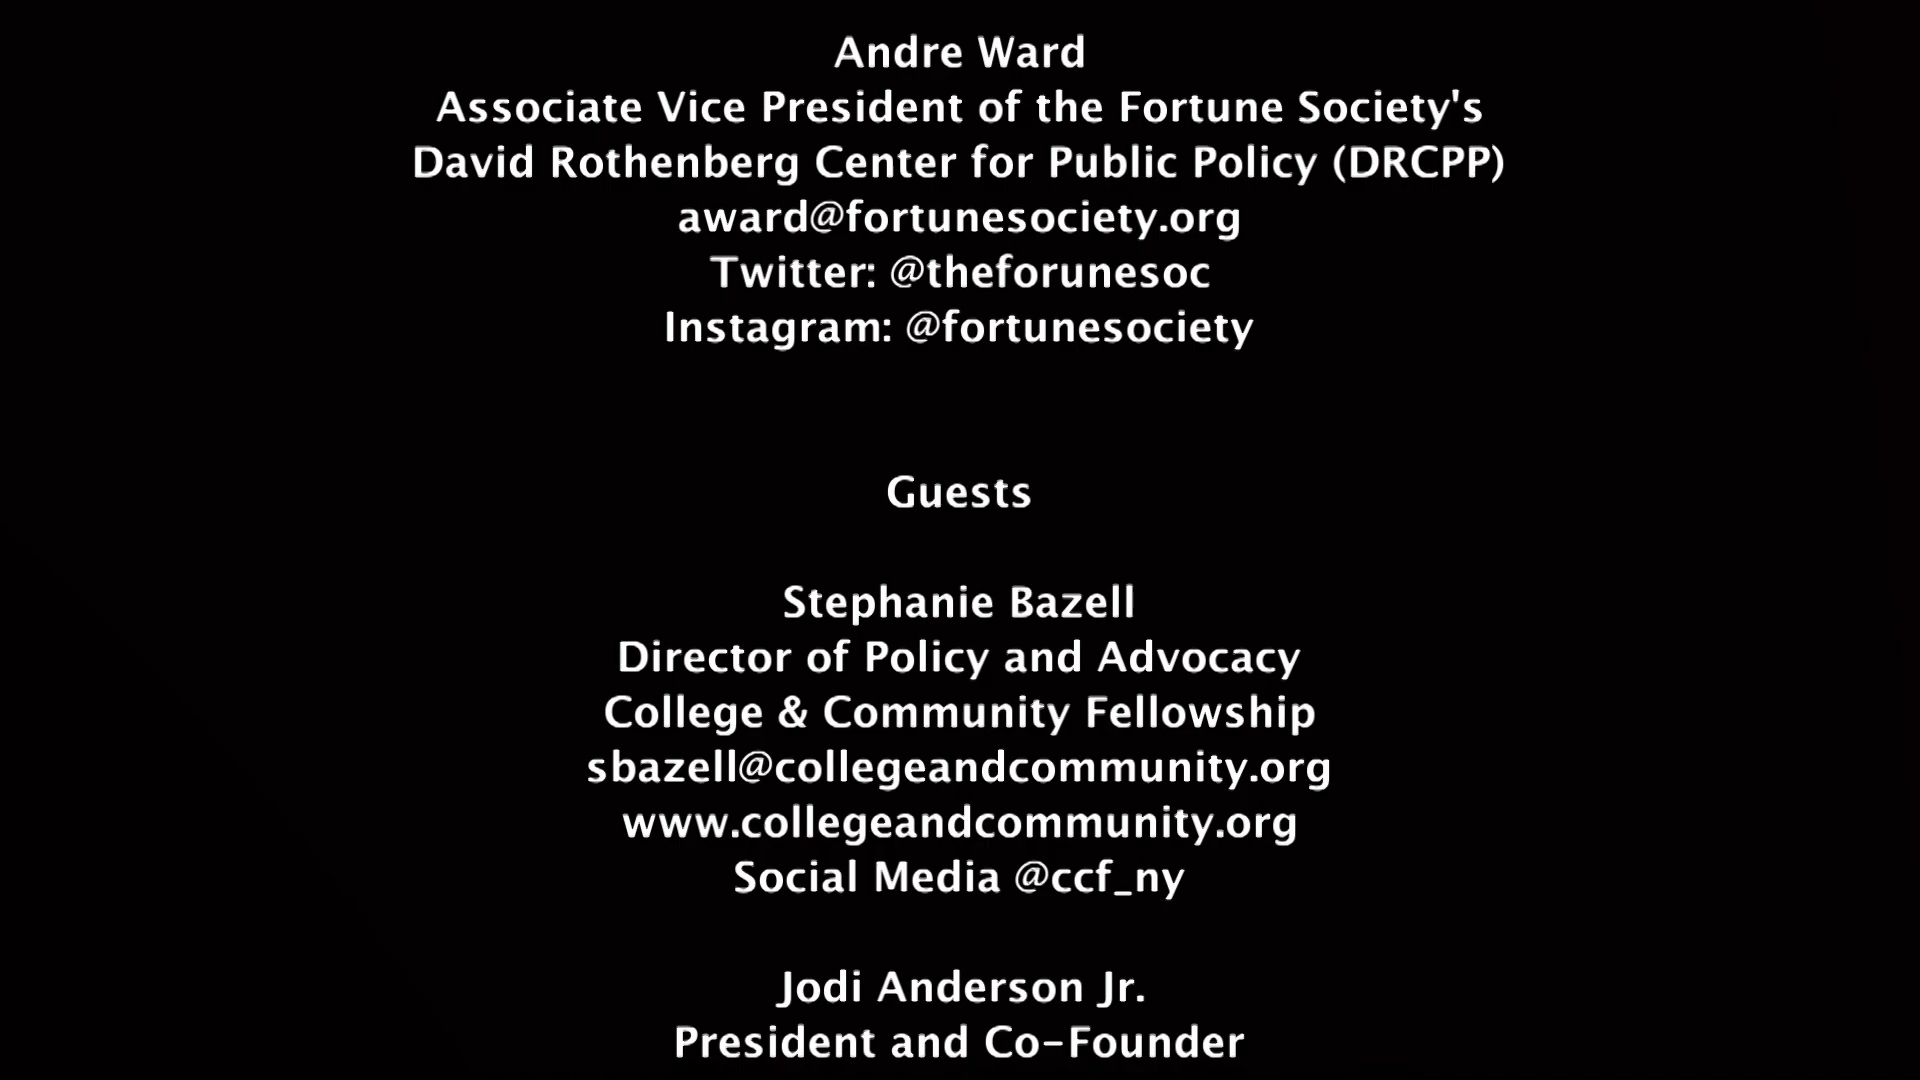 Andre Ward
Associate Vice President of the Fortune Society's
David Rothenberg Center for Public Policy (DRCPP)
award@fortunesociety.org
Twitter: @theforunesoc
Instagram: @fortunesociety
Guests
Stephanie Bazell
Director of Policy and Advocacy
College & Community Fellowship
sbazell@collegeandcommunity.org
www.collegeandcommunity.org
Social Media @ccf_ny
Jodi Anderson Jr.
President and Co-Founder